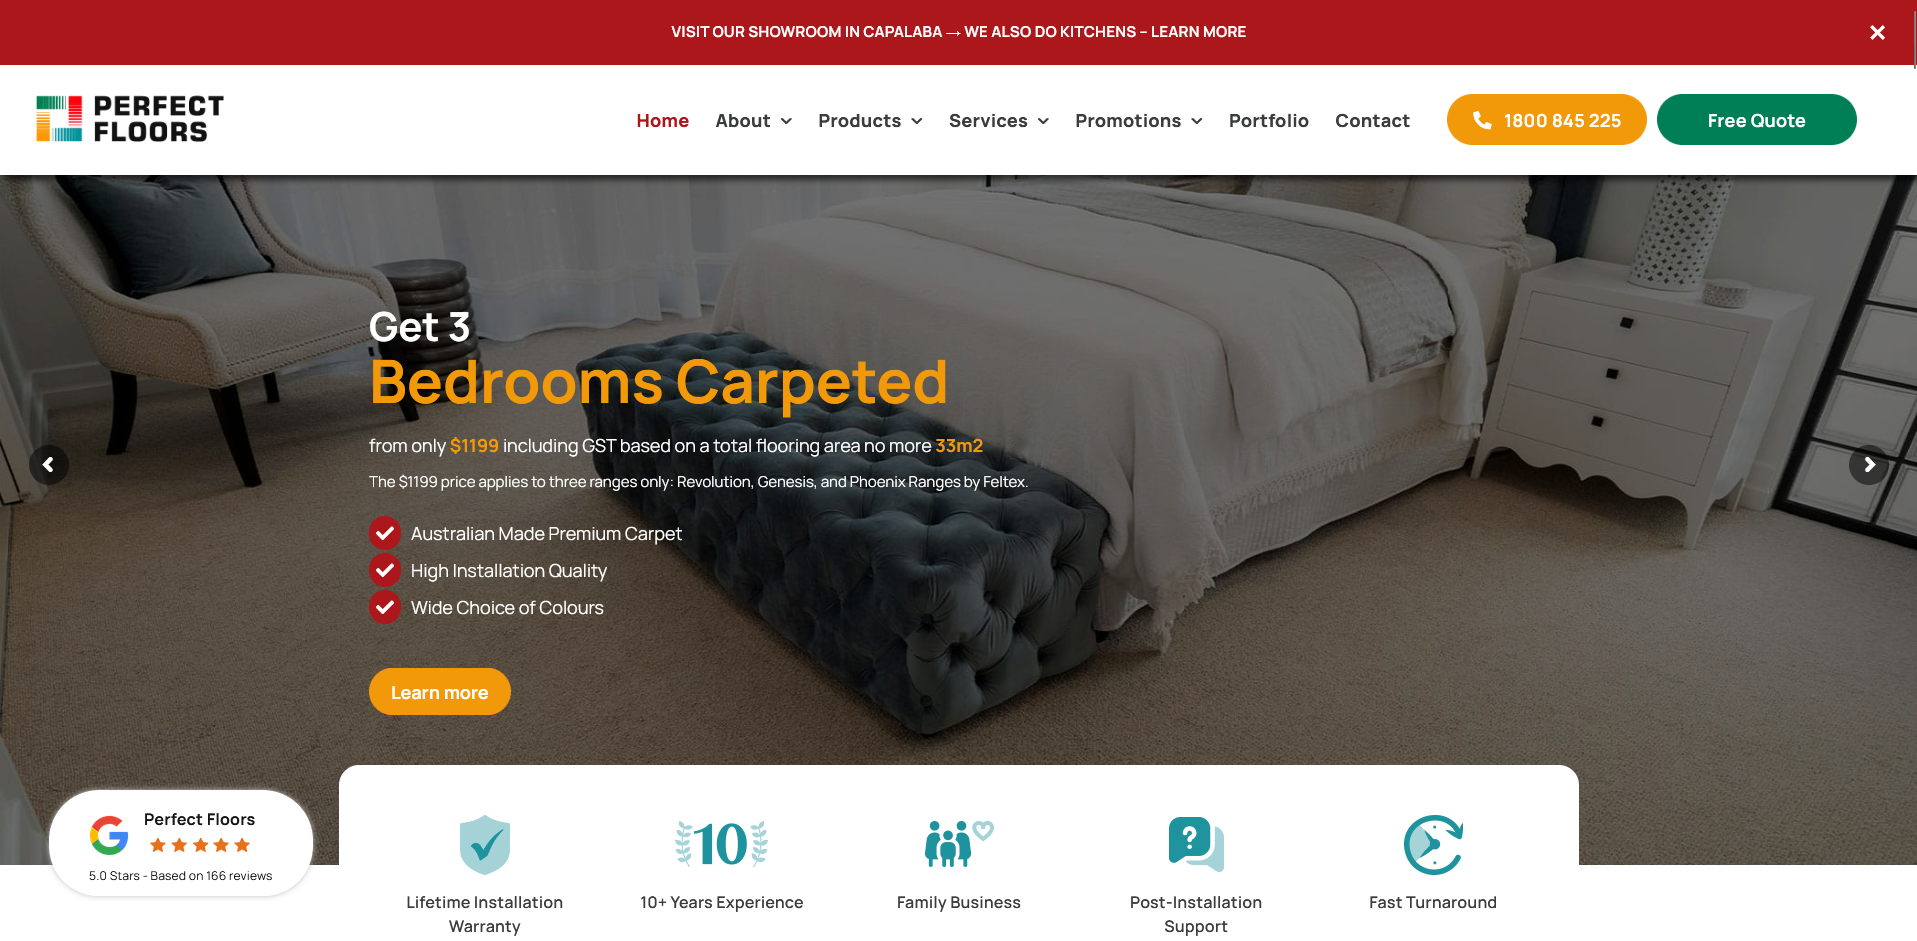 VISIT OUR SHOWROOM IN CAPALABA → WE ALSO DO KITCHENS – LEARN MORE
PERFECT
FLOORS
Home About Products Services Promotions Portfolio Contact 1800 845 225 Free Quote
Get 3
Bedrooms Carpeted
from only $1199 including GST based on a total flooring area no more 33m2
The $1199 price applies to three ranges only: Revolution, Genesis, and Phoenix Ranges by Feltex.
Australian Made Premium Carpet
High Installation Quality
Wide Choice of Colours
Learn more
Perfect Floors
5.0 Stars - Based on 166 reviews
10
Lifetime Installation
Warranty
10+ Years Experience
Family Business
Post-Installation
Support
Fast Turnaround